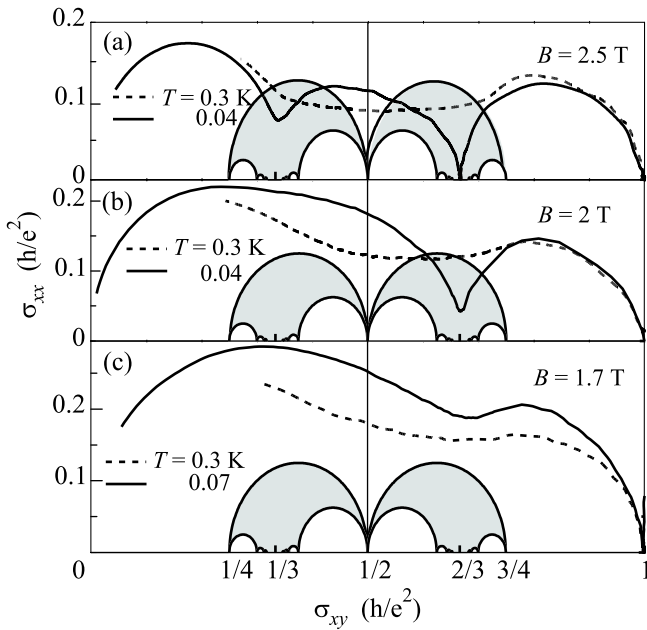 0.2
(a)
B = 2.5 T
0.1
T = 0.3 K
0.04
0
0.2
(b)
B = 2 T
T = 0.3 K
0.1
0.04
0
σxx (h/e²)
(c)
B = 1.7 T
0.2
T = 0.3 K
0.07
0.1
0 1/4 1/3 1/2 2/3 3/4 1
σxy (h/e²)